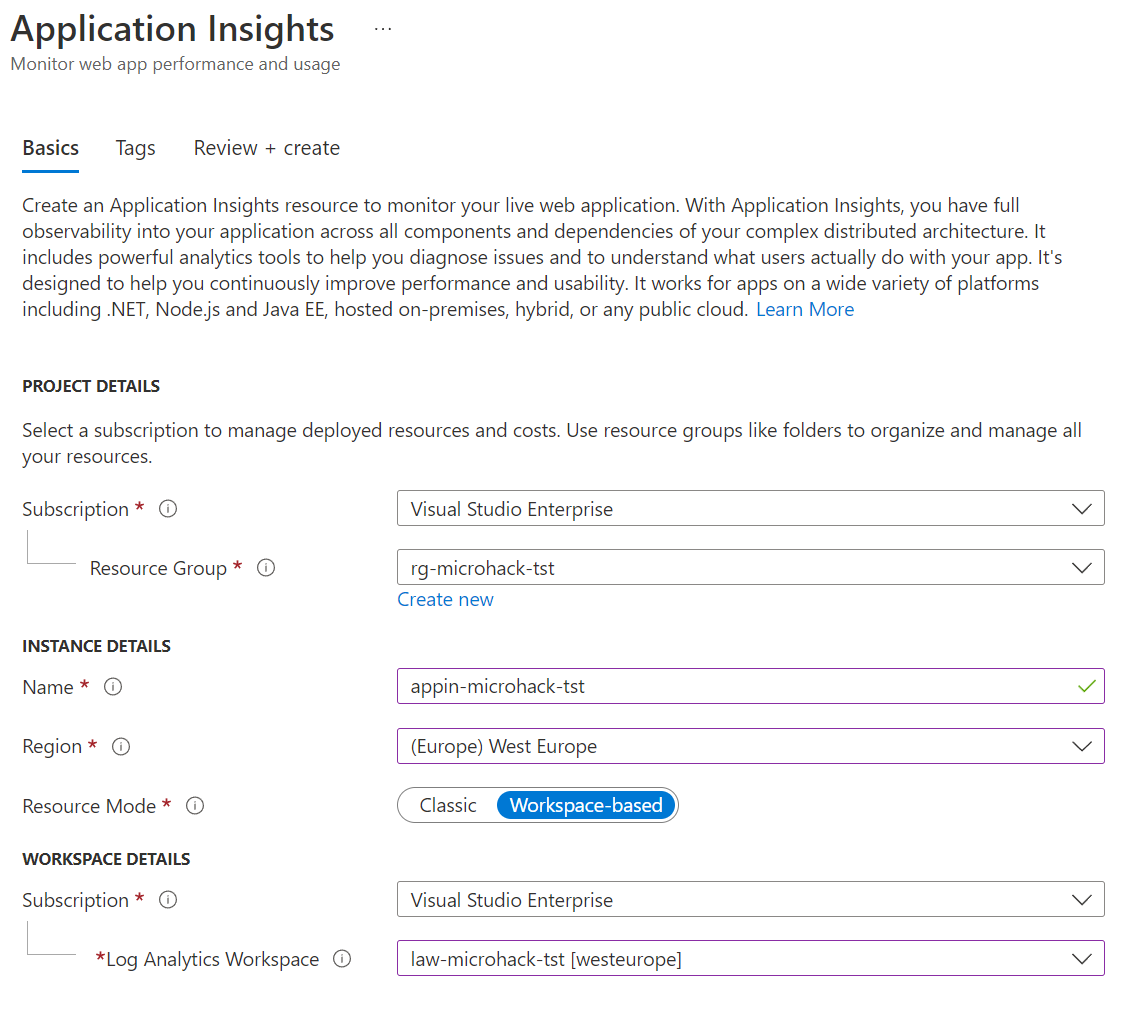 Application Insights ...
Monitor web app performance and usage
Basics Tags Review + create
Create an Application Insights resource to monitor your live web application. With Application Insights, you have full
observability into your application across all components and dependencies of your complex distributed architecture. It
includes powerful analytics tools to help you diagnose issues and to understand what users actually do with your app. It's
designed to help you continuously improve performance and usability. It works for apps on a wide variety of platforms
including .NET, Node.js and Java EE, hosted on-premises, hybrid, or any public cloud. Learn More
PROJECT DETAILS
Select a subscription to manage deployed resources and costs. Use resource groups like folders to organize and manage all
your resources.
Subscription * Visual Studio Enterprise
Resource Group * rg-microhack-tst
Create new
INSTANCE DETAILS
Name * appin-microhack-tst
Region * (Europe) West Europe
Resource Mode * Classic Workspace-based
WORKSPACE DETAILS
Subscription * Visual Studio Enterprise
*Log Analytics Workspace law-microhack-tst [westeurope]